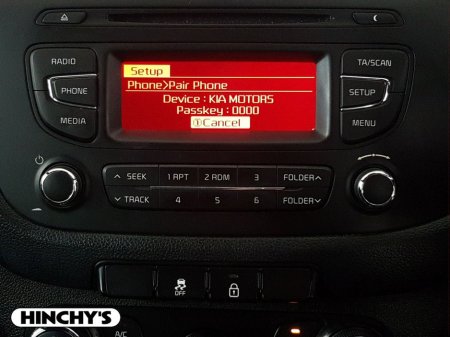 RADIO
TA/SCAN
Setup
Phone>Pair Phone
PHONE
Device : KIA MOTORS
SETUP
Passkey : 0000
MEDIA
①Cancel
MENU
∧ SEEK
1 RPT
2 RDM
3
FOLDER∧
∨ TRACK
4
5
6
FOLDER∨
OFF
HINCHY'S
A/C